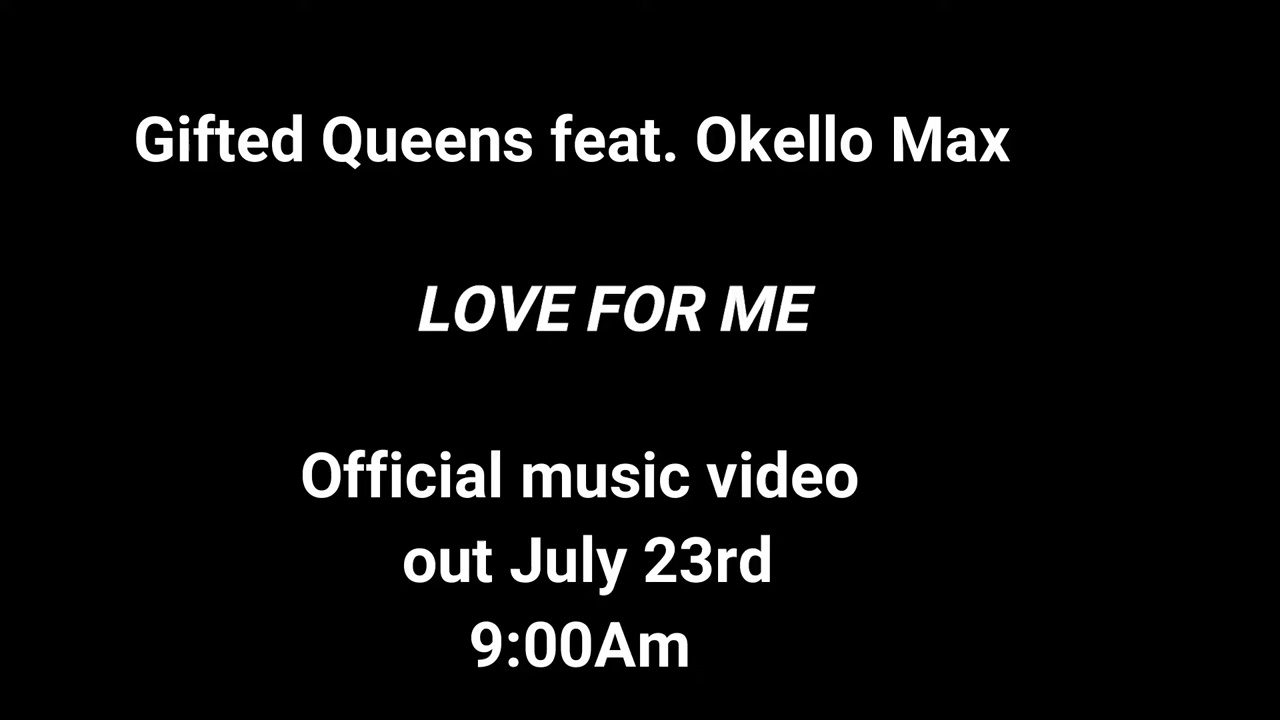 Gifted Queens feat. Okello Max
LOVE FOR ME
Official music video
out July 23rd
9:00Am